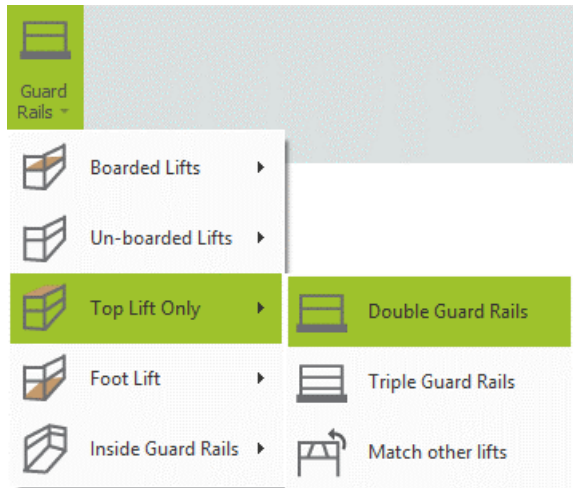 Guard
Rails
Boarded Lifts
Un-boarded Lifts
Top Lift Only
Double Guard Rails
Foot Lift
Triple Guard Rails
Inside Guard Rails
Match other lifts